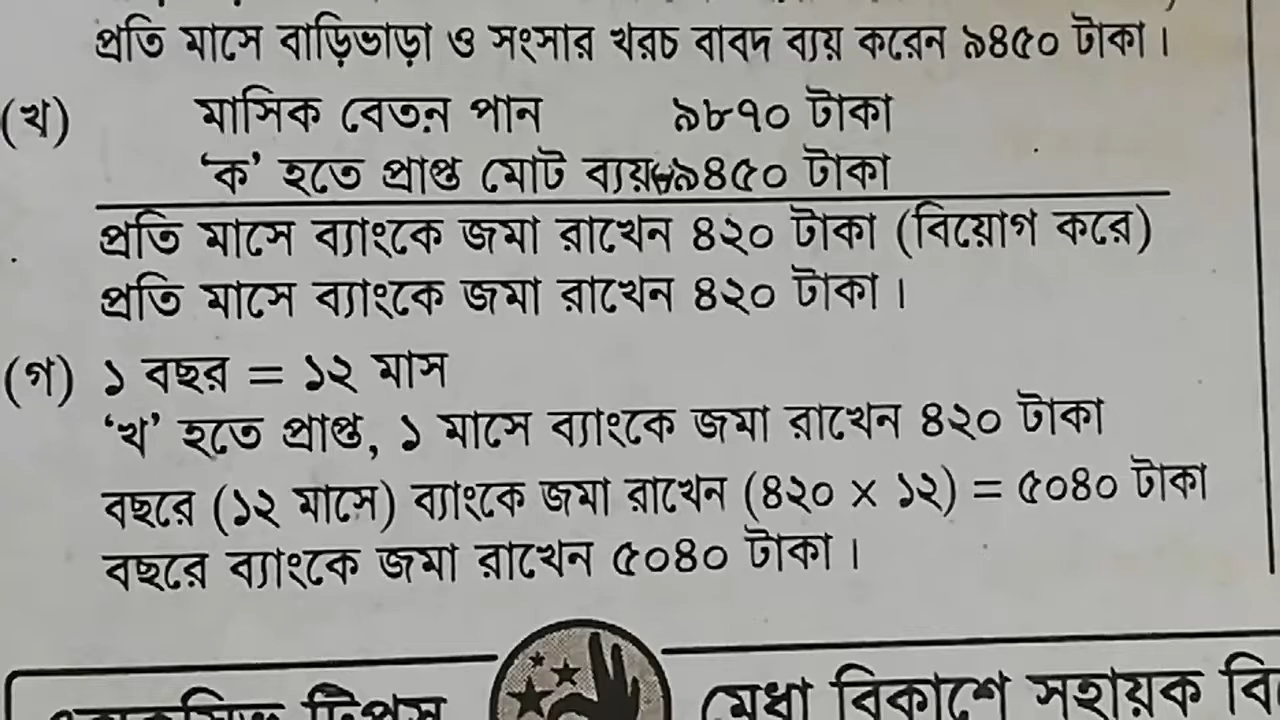 প্রতি মাসে বাড়িভাড়া ও সংসার খরচ বাবদ ব্যয় করেন ৯৪৫০ টাকা।
(খ) মাসিক বেতন পান ৯৮৭০ টাকা
‘ক’ হতে প্রাপ্ত মোট ব্যয় ৯৪৫০ টাকা
প্রতি মাসে ব্যাংকে জমা রাখেন ৪২০ টাকা (বিয়োগ করে)
প্রতি মাসে ব্যাংকে জমা রাখেন ৪২০ টাকা।
(গ) ১ বছর = ১২ মাস
‘খ’ হতে প্রাপ্ত, ১ মাসে ব্যাংকে জমা রাখেন ৪২০ টাকা
বছরে (১২ মাসে) ব্যাংকে জমা রাখেন (৪২০ × ১২) = ৫০৪০ টাকা
বছরে ব্যাংকে জমা রাখেন ৫০৪০ টাকা।
টিপস মেধা বিকাশে সহায়ক